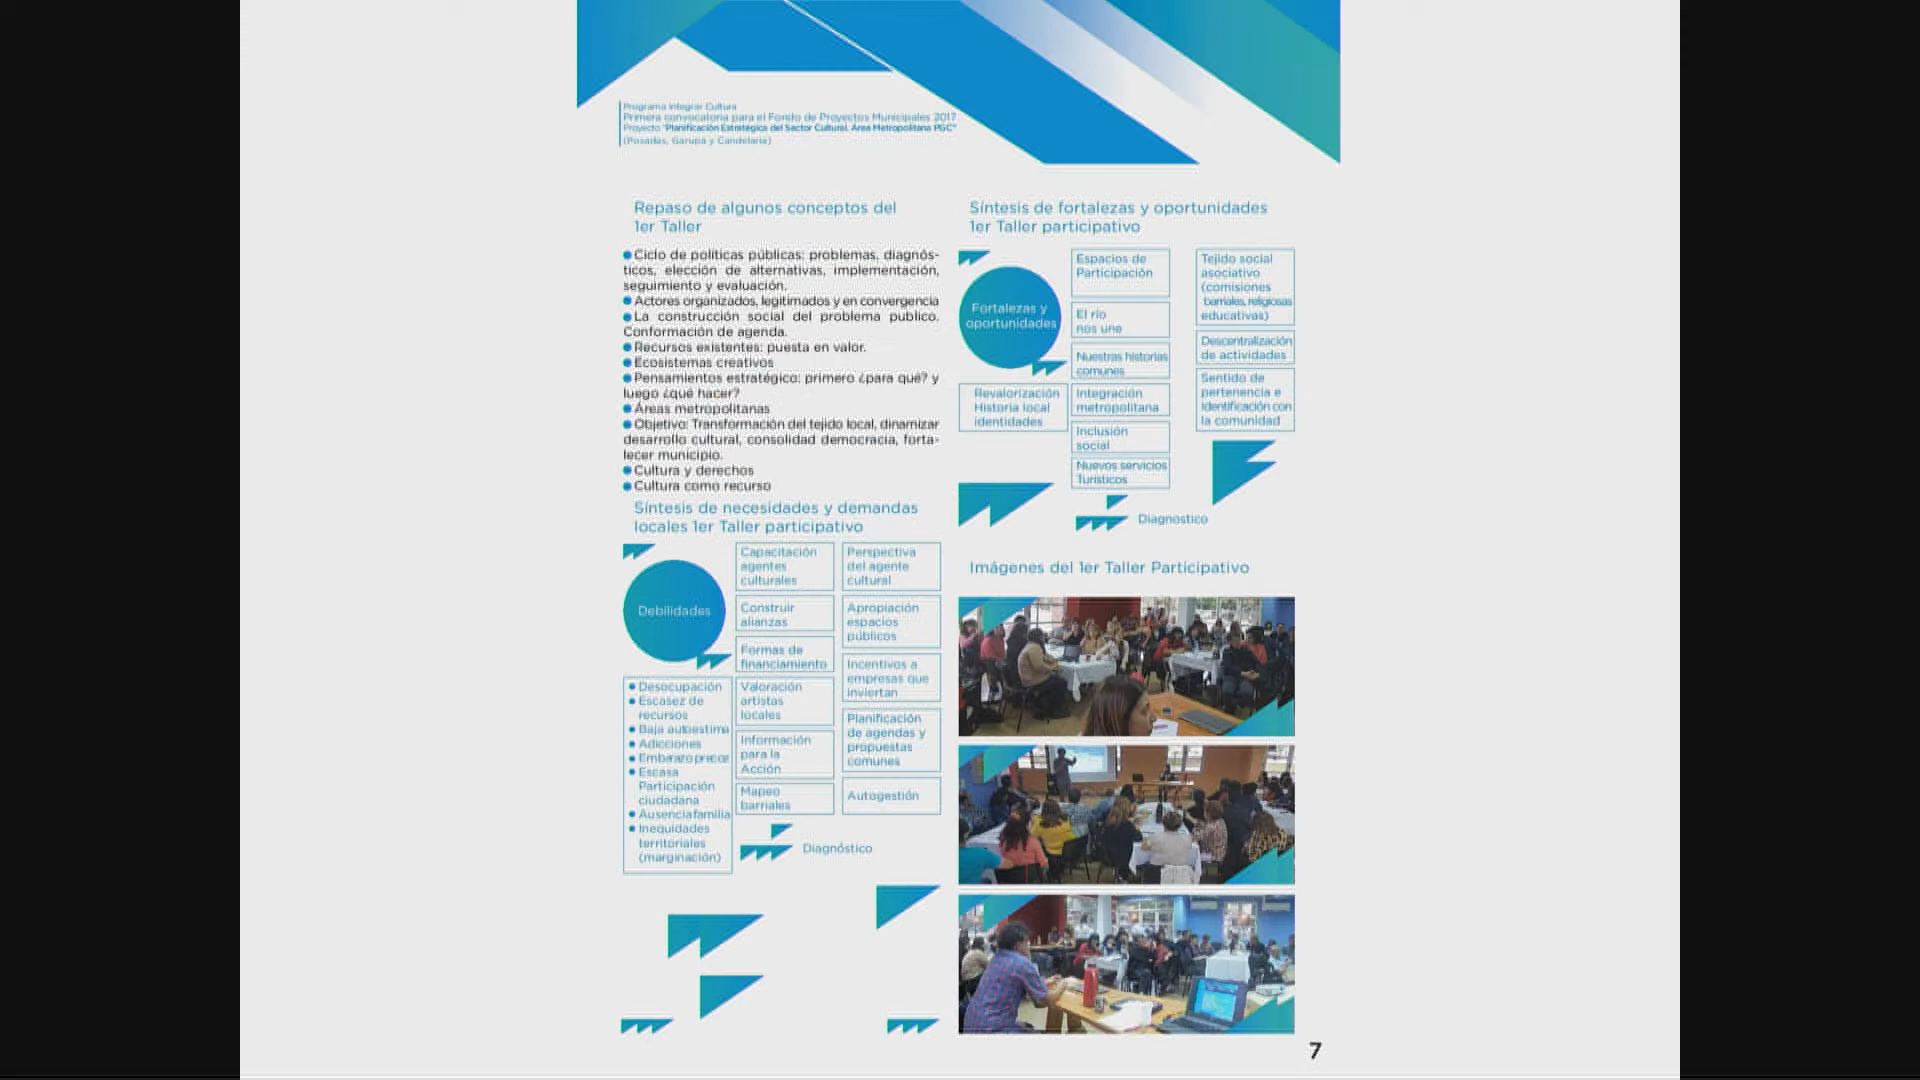 Programa Integrar Cultura
Primera convocatoria para el Fondo de Proyectos Municipales 2017
Proyecto "Planificación Estratégica del Sector Cultural. Área Metropolitana PGC"
(Posadas, Garupa y Candelaria)
Repaso de algunos conceptos del
1er Taller
Ciclo de políticas públicas: problemas, diagnós-
ticos, elección de alternativas, implementación,
seguimiento y evaluación.
Actores organizados, legitimados y en convergencia
La construcción social del problema publico.
Conformación de agenda.
Recursos existentes: puesta en valor.
Ecosistemas creativos
Pensamientos estratégico: primero ¿para qué? y
luego ¿qué hacer?
Áreas metropolitanas
Objetivo: Transformación del tejido local, dinamizar
desarrollo cultural, consolidad democracia, forta-
lecer municipio.
Cultura y derechos
Cultura como recurso
Síntesis de necesidades y demandas
locales 1er Taller participativo
Debilidades
Desocupación
Escasez de
recursos
Baja autoestima
Adicciones
Embarazo precoz
Escasa
Participación
ciudadana
Ausencia familia
Inequidades
territoriales
(marginación)
Capacitación
agentes
culturales
Construir
alianzas
Formas de
financiamiento
Valoración
artistas
locales
Información
para la
Acción
Mapeo
barriales
Perspectiva
del agente
cultural
Apropiación
espacios
públicos
Incentivos a
empresas que
inviertan
Planificación
de agendas y
propuestas
comunes
Autogestión
Diagnóstico
Síntesis de fortalezas y oportunidades
1er Taller participativo
Fortalezas y
oportunidades
Revalorización
Historia local
identidades
Espacios de
Participación
El río
nos une
Nuestras historias
comunes
Integración
metropolitana
Inclusión
social
Nuevos servicios
Turísticos
Tejido social
asociativo
(comisiones
barriales, religiosas
educativas)
Descentralización
de actividades
Sentido de
pertenencia e
identificación con
la comunidad
Diagnostico
Imágenes del 1er Taller Participativo
7